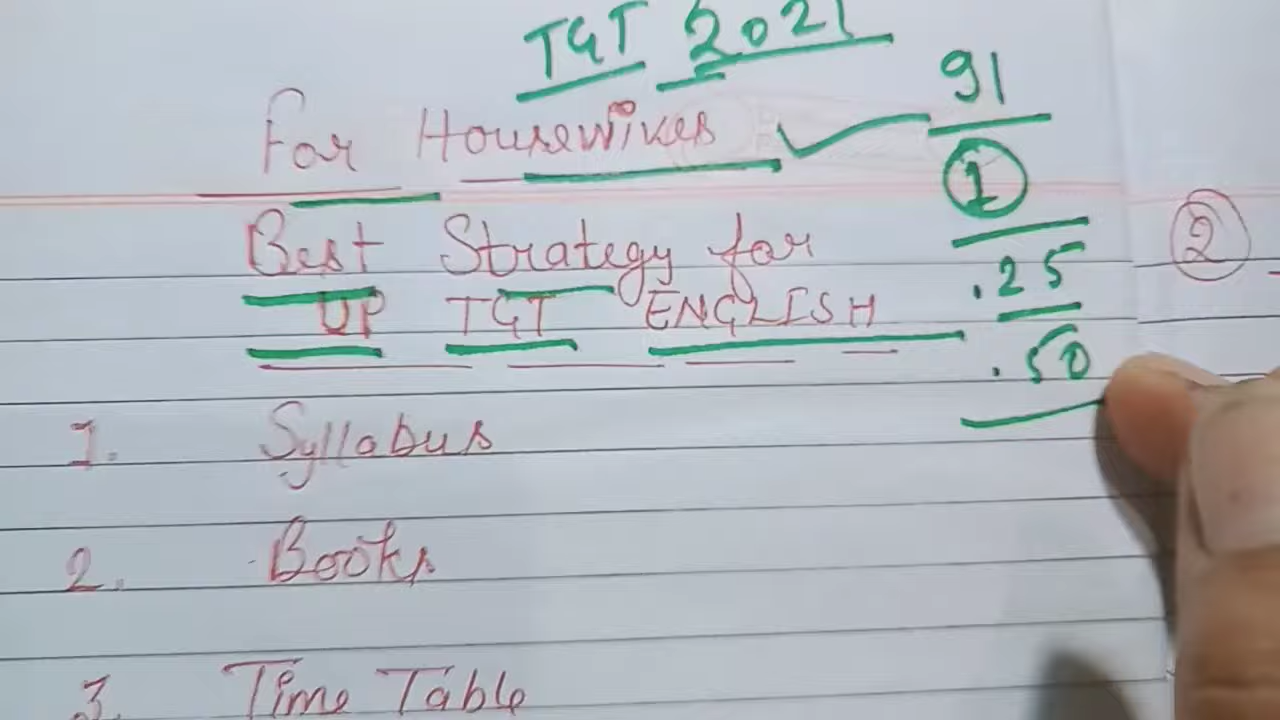 TGT 2021
For Housewives
91
1
Best Strategy for
.25
2
UP TGT ENGLISH
.50
1. Syllabus
2. Books
3. Time Table